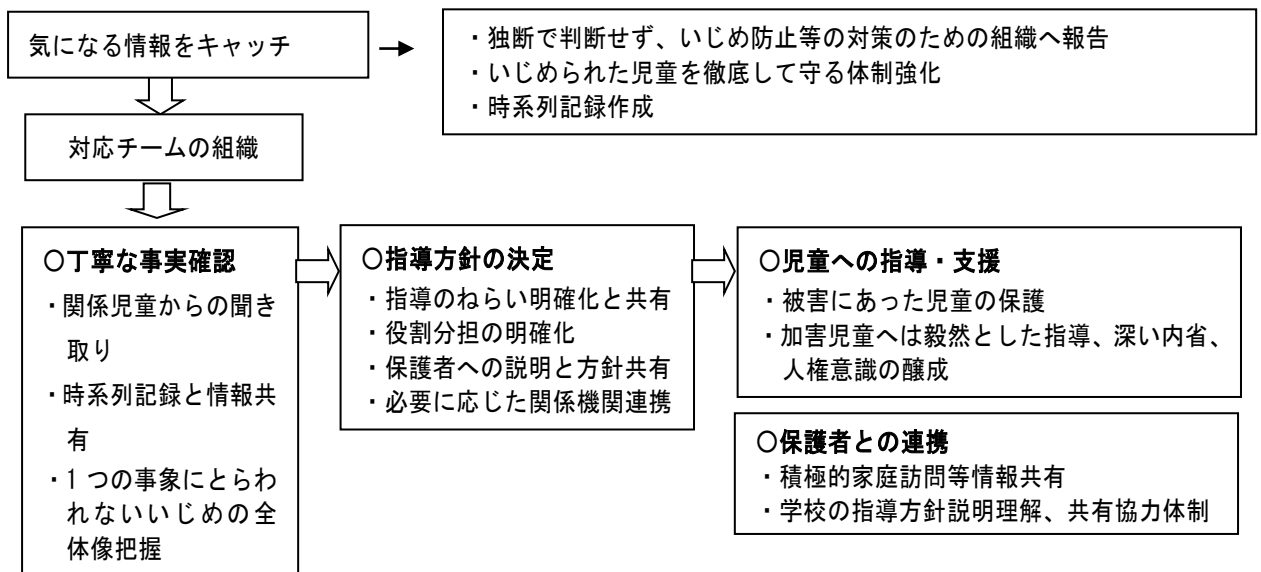 気になる情報をキャッチ
・独断で判断せず、いじめ防止等の対策のための組織へ報告
・いじめられた児童を徹底して守る体制強化
・時系列記録作成
対応チームの組織
〇丁寧な事実確認
・関係児童からの聞き
取り
・時系列記録と情報共
有
・1つの事象にとらわ
れないいじめの全
体像把握
〇指導方針の決定
・指導のねらい明確化と共有
・役割分担の明確化
・保護者への説明と方針共有
・必要に応じた関係機関連携
〇児童への指導・支援
・被害にあった児童の保護
・加害児童へは毅然とした指導、深い内省、
人権意識の醸成
〇保護者との連携
・積極的家庭訪問等情報共有
・学校の指導方針説明理解、共有協力体制